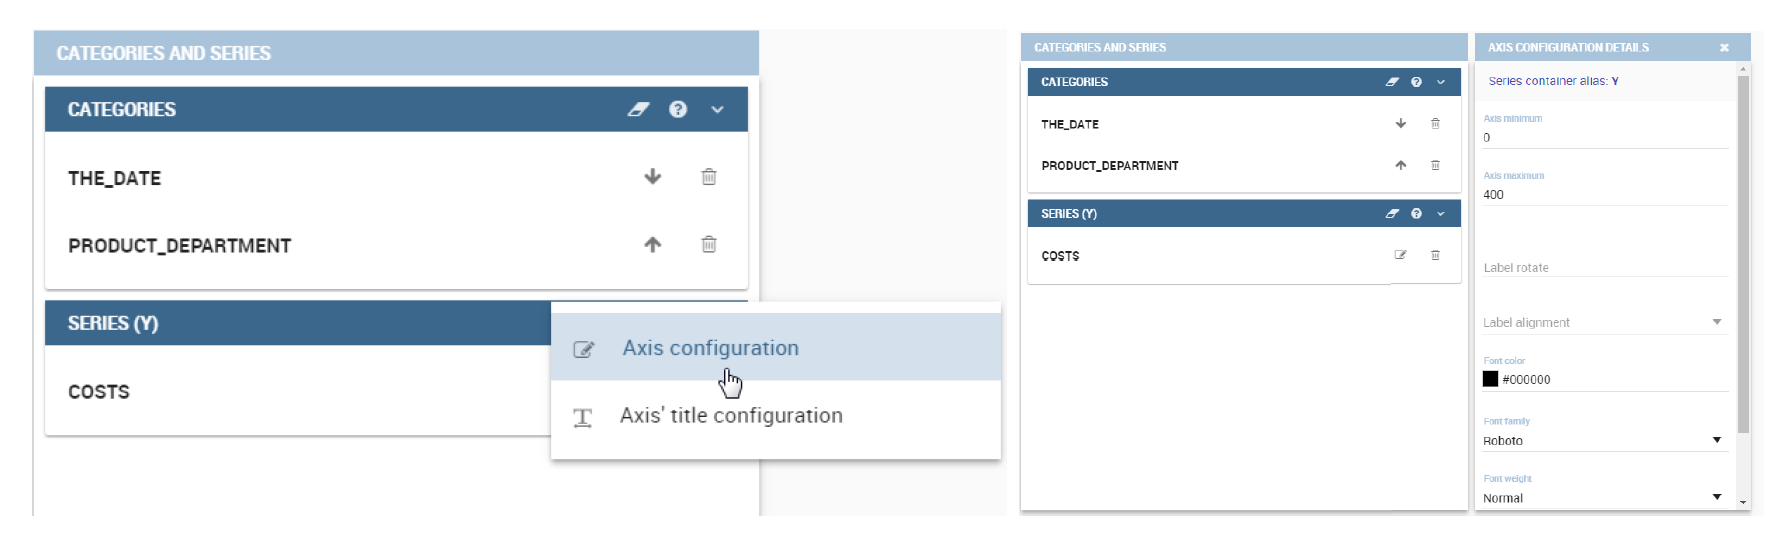 CATEGORIES AND SERIES
CATEGORIES
THE_DATE
PRODUCT_DEPARTMENT
SERIES (Y)
COSTS
Axis configuration
Axis' title configuration
CATEGORIES AND SERIES
CATEGORIES
THE_DATE
PRODUCT_DEPARTMENT
SERIES (Y)
COSTS
AXIS CONFIGURATION DETAILS
Series container alias: Y
Axis minimum
0
Axis maximum
400
Label rotate
Label alignment
Font color
#000000
Font family
Roboto
Font weight
Normal